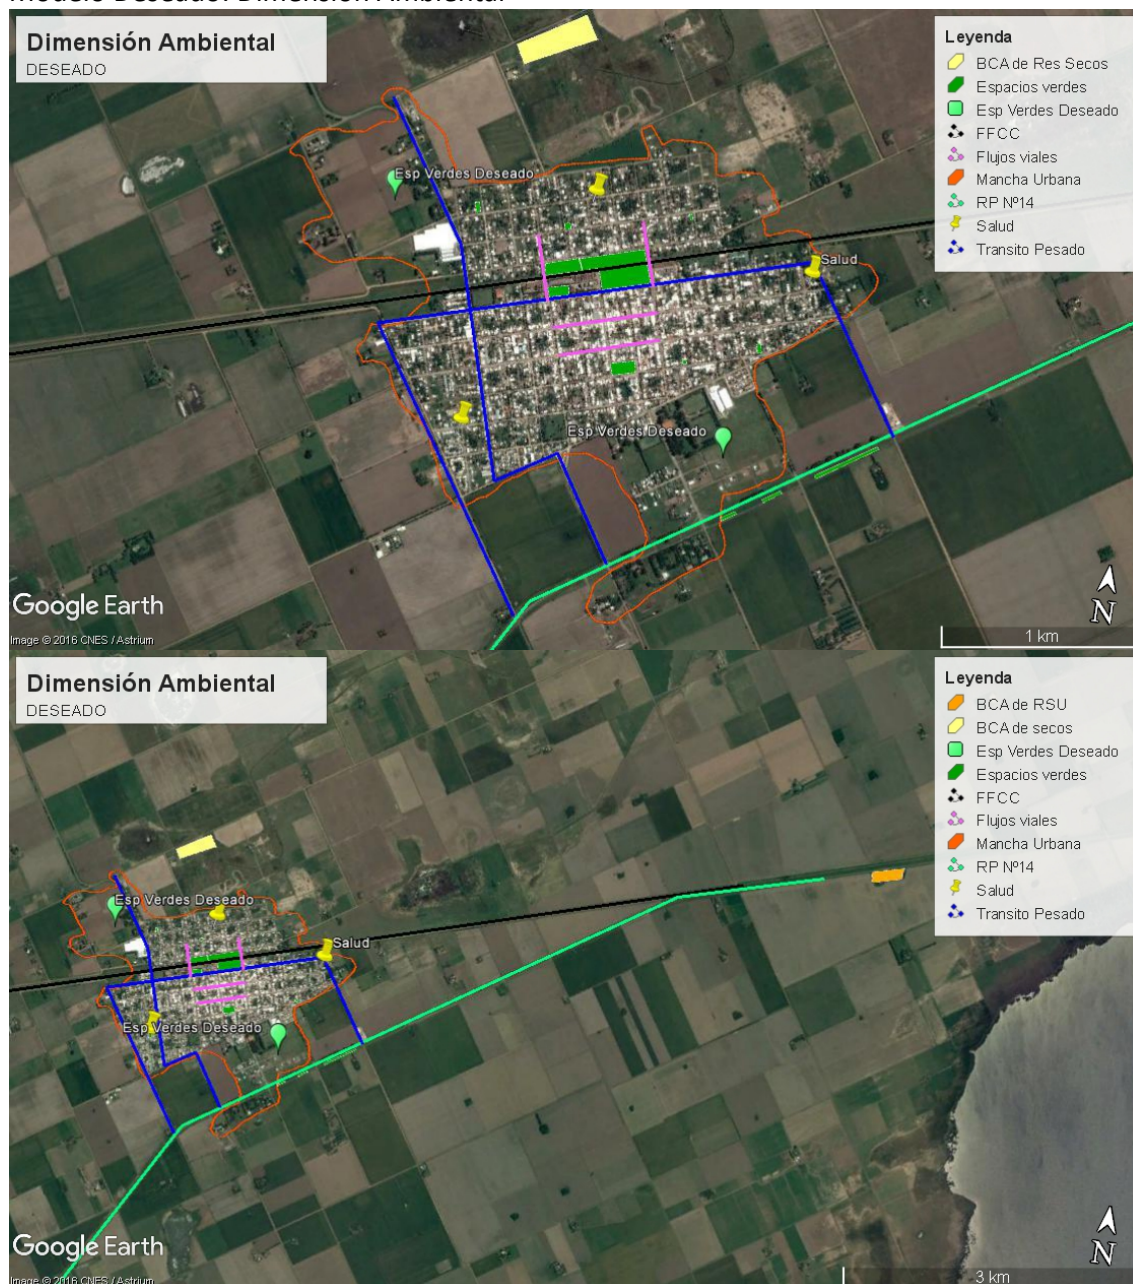 Modelo Deseado: Dimensión Ambiental
Dimensión Ambiental
DESEADO
Leyenda
BCA de Res Secos
Espacios verdes
Esp Verdes Deseado
FFCC
Flujos viales
Mancha Urbana
RP Nº14
Salud
Transito Pesado
Esp Verdes Deseado
Salud
Esp Verdes Deseado
Google Earth
Image © 2016 CNES / Astrium
N
1 km
Dimensión Ambiental
DESEADO
Leyenda
BCA de RSU
BCA de secos
Esp Verdes Deseado
Espacios verdes
FFCC
Flujos viales
Mancha Urbana
RP Nº14
Salud
Transito Pesado
Esp Verdes Deseado
Salud
Esp Verdes Deseado
Google Earth
Image © 2016 CNES / Astrium
N
3 km